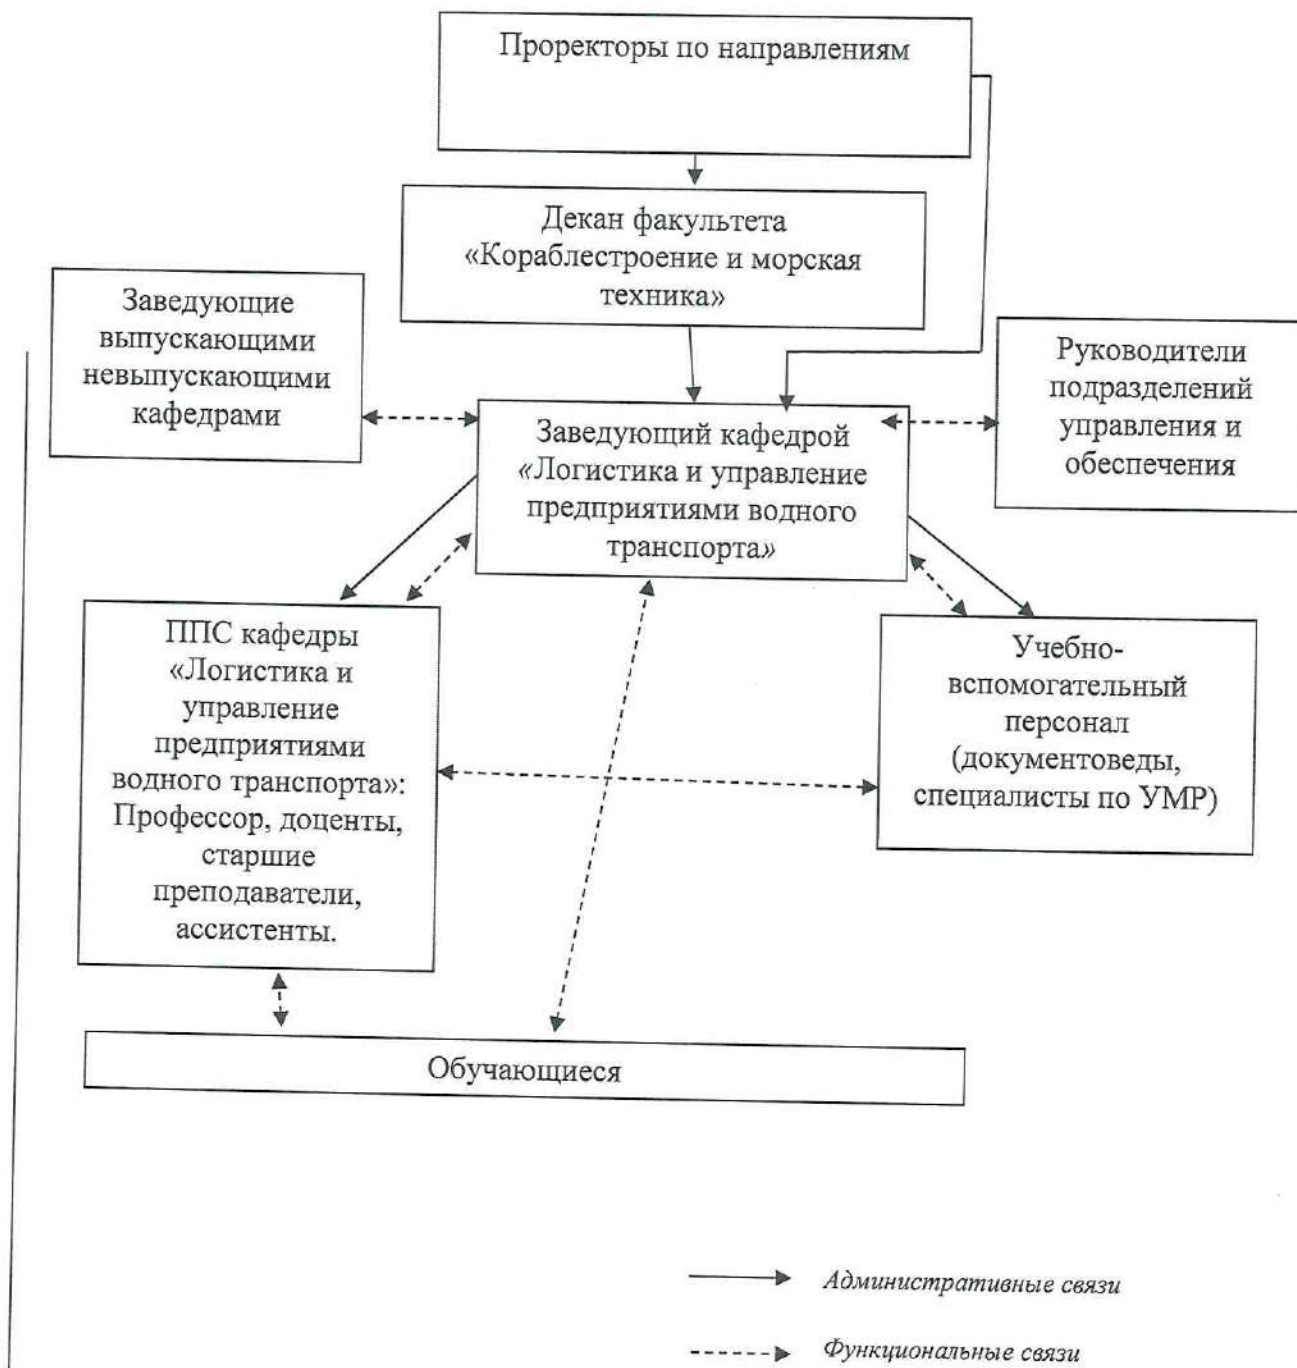 Проректоры по направлениям
Декан факультета
«Кораблестроение и морская
техника»
Заведующие
выпускающими
невыпускающими
кафедрами
Руководители
подразделений
управления и
обеспечения
Заведующий кафедрой
«Логистика и управление
предприятиями водного
транспорта»
ППС кафедры
«Логистика и
управление
предприятиями
водного транспорта»:
Профессор, доценты,
старшие
преподаватели,
ассистенты.
Учебно-
вспомогательный
персонал
(документоведы,
специалисты по УМР)
Обучающиеся
Административные связи
Функциональные связи